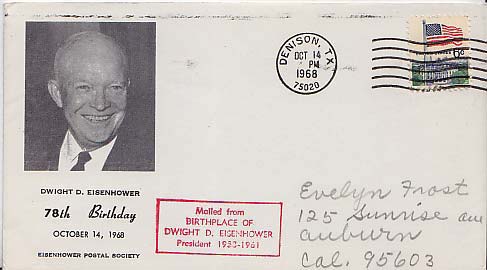 DENISON, TX
OCT 14
PM
1968
75020
6c
DWIGHT D. EISENHOWER
78th Birthday
OCTOBER 14, 1968
EISENHOWER POSTAL SOCIETY
Mailed from
BIRTHPLACE OF
DWIGHT D. EISENHOWER
President 1953-1961
Evelyn Frost
125 Sunrise ave
auburn
Cal. 95603